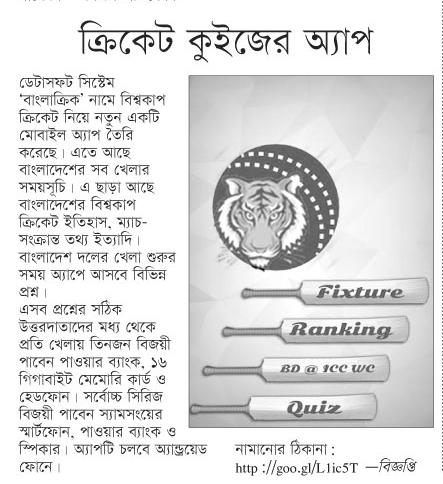 ক্রিকেট কুইজের অ্যাপ
ডেটাসফট সিস্টেম
‘বাংলাক্রিক’ নামে বিশ্বকাপ
ক্রিকেট নিয়ে নতুন একটি
মোবাইল অ্যাপ তৈরি
করেছে। এতে আছে
বাংলাদেশের সব খেলার
সময়সূচি। এ ছাড়া আছে
বাংলাদেশের বিশ্বকাপ
ক্রিকেট ইতিহাস, ম্যাচ-
সংক্রান্ত তথ্য ইত্যাদি।
বাংলাদেশ দলের খেলা শুরুর
সময় অ্যাপে আসবে বিভিন্ন
প্রশ্ন।
এসব প্রশ্নের সঠিক
উত্তরদাতাদের মধ্য থেকে
প্রতি খেলায় তিনজন বিজয়ী
পাবেন পাওয়ার ব্যাংক, ১৬
গিগাবাইট মেমোরি কার্ড ও
হেডফোন। সর্বোচ্চ সিরিজ
বিজয়ী পাবেন স্যামসংয়ের
স্মার্টফোন, পাওয়ার ব্যাংক ও
স্পিকার। অ্যাপটি চলবে অ্যান্ড্রয়েড
ফোনে।
Fixture
Ranking
BD @ ICC WC
Quiz
নামানোর ঠিকানা:
http://goo.gl/L1ic5T —বিজ্ঞপ্তি